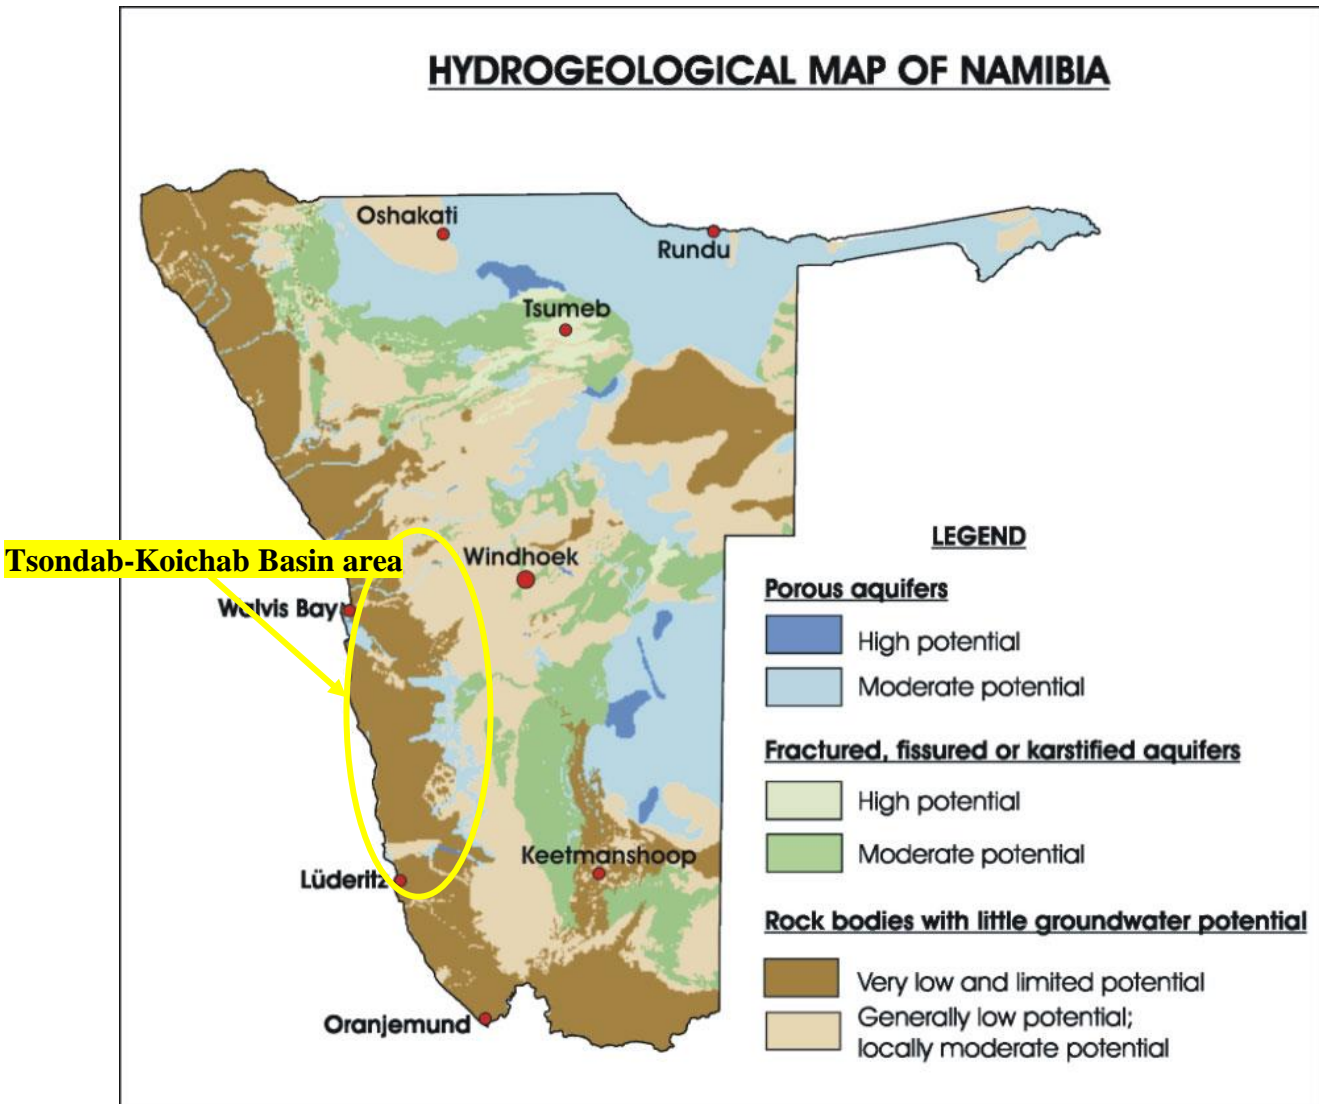 HYDROGEOLOGICAL MAP OF NAMIBIA
Oshakati
Rundu
Tsumeb
Tsondab-Koichab Basin area
Windhoek
Walvis Bay
Keetmanshoop
Lüderitz
Oranjemund
LEGEND
Porous aquifers
High potential
Moderate potential
Fractured, fissured or karstified aquifers
High potential
Moderate potential
Rock bodies with little groundwater potential
Very low and limited potential
Generally low potential;
locally moderate potential